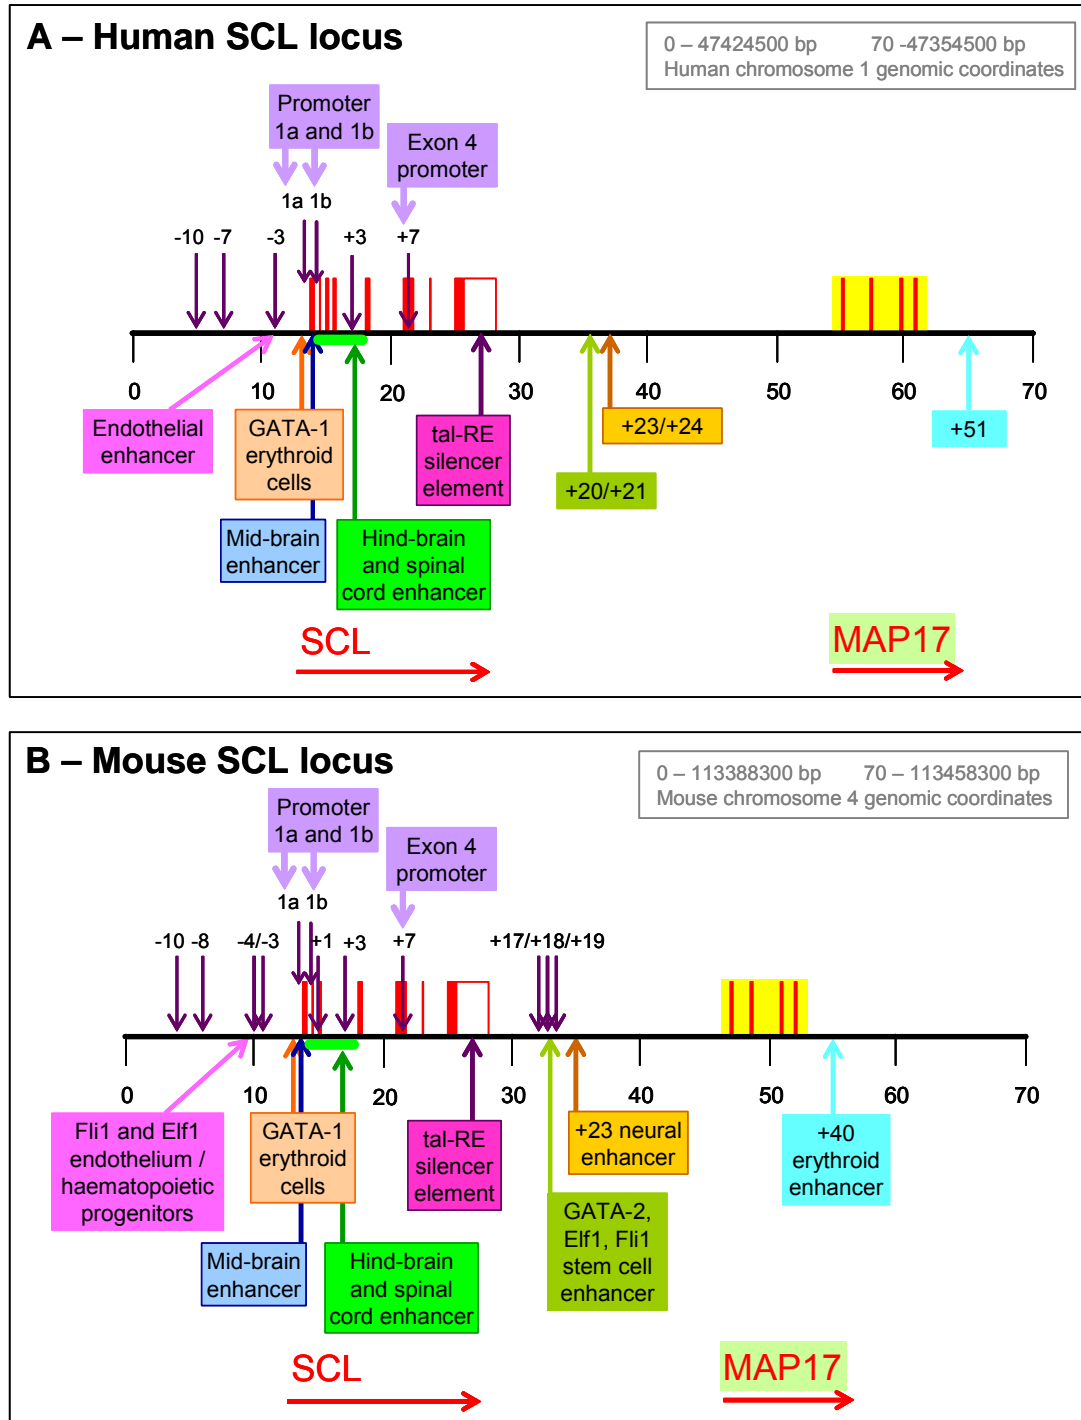 A – Human SCL locus
0 – 47424500 bp 70 -47354500 bp
Human chromosome 1 genomic coordinates
Promoter
1a and 1b
Exon 4
promoter
1a 1b
-10 -7 -3 +3 +7
0 10 20 30 40 50 60 70
Endothelial
enhancer
GATA-1
erythroid
cells
tal-RE
silencer
element
+23/+24
+51
+20/+21
Mid-brain
enhancer
Hind-brain
and spinal
cord enhancer
SCL
MAP17
B – Mouse SCL locus
0 – 113388300 bp 70 – 113458300 bp
Mouse chromosome 4 genomic coordinates
Promoter
1a and 1b
Exon 4
promoter
1a 1b
-10 -8 -4/-3 +1 +3 +7 +17/+18/+19
0 10 20 30 40 50 60 70
Fli1 and Elf1
endothelium /
haematopoietic
progenitors
GATA-1
erythroid
cells
tal-RE
silencer
element
+23 neural
enhancer
+40
erythroid
enhancer
Mid-brain
enhancer
Hind-brain
and spinal
cord enhancer
GATA-2,
Elf1, Fli1
stem cell
enhancer
SCL
MAP17